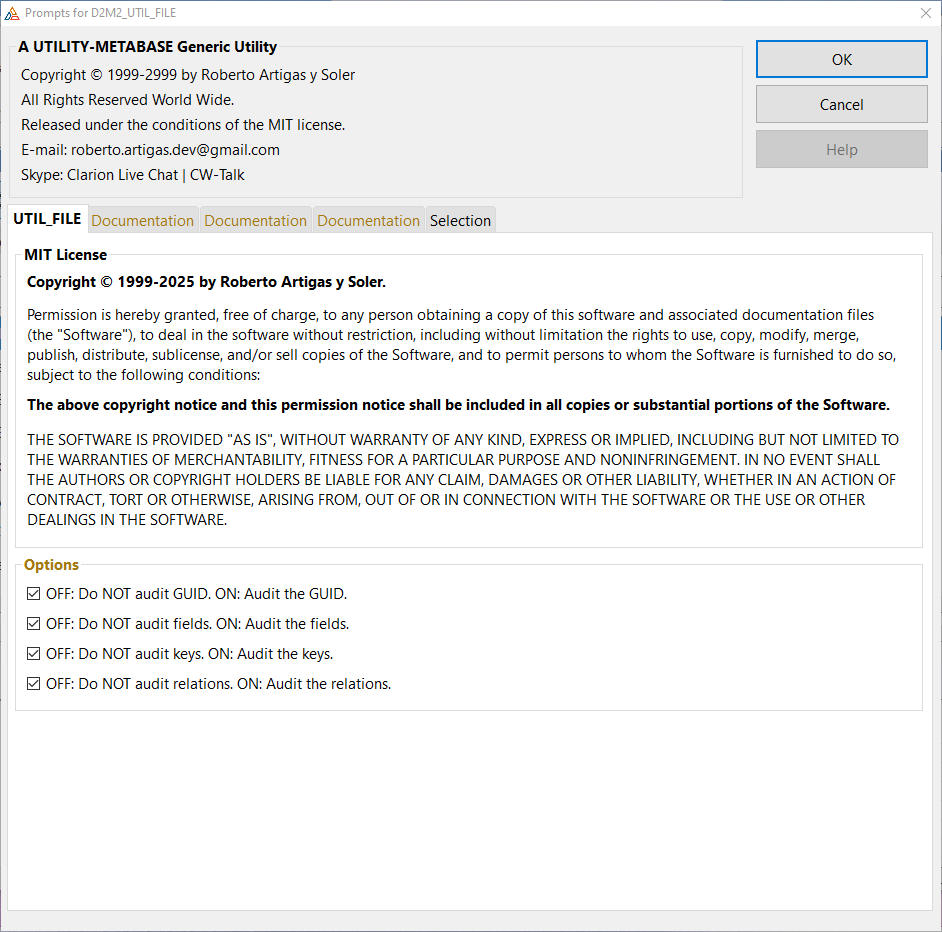 Prompts for D2M2_UTIL_FILE
A UTILITY-METABASE Generic Utility
Copyright © 1999-2999 by Roberto Artigas y Soler
All Rights Reserved World Wide.
Released under the conditions of the MIT license.
E-mail: roberto.artigas.dev@gmail.com
Skype: Clarion Live Chat | CW-Talk
OK
Cancel
Help
UTIL_FILE
Documentation
Documentation
Documentation
Selection
MIT License
Copyright © 1999-2025 by Roberto Artigas y Soler.
Permission is hereby granted, free of charge, to any person obtaining a copy of this software and associated documentation files
(the "Software"), to deal in the software without restriction, including without limitation the rights to use, copy, modify, merge,
publish, distribute, sublicense, and/or sell copies of the Software, and to permit persons to whom the Software is furnished to do so,
subject to the following conditions:
The above copyright notice and this permission notice shall be included in all copies or substantial portions of the Software.
THE SOFTWARE IS PROVIDED "AS IS", WITHOUT WARRANTY OF ANY KIND, EXPRESS OR IMPLIED, INCLUDING BUT NOT LIMITED TO
THE WARRANTIES OF MERCHANTABILITY, FITNESS FOR A PARTICULAR PURPOSE AND NONINFRINGEMENT. IN NO EVENT SHALL
THE AUTHORS OR COPYRIGHT HOLDERS BE LIABLE FOR ANY CLAIM, DAMAGES OR OTHER LIABILITY, WHETHER IN AN ACTION OF
CONTRACT, TORT OR OTHERWISE, ARISING FROM, OUT OF OR IN CONNECTION WITH THE SOFTWARE OR THE USE OR OTHER
DEALINGS IN THE SOFTWARE.
Options
OFF: Do NOT audit GUID. ON: Audit the GUID.
OFF: Do NOT audit fields. ON: Audit the fields.
OFF: Do NOT audit keys. ON: Audit the keys.
OFF: Do NOT audit relations. ON: Audit the relations.